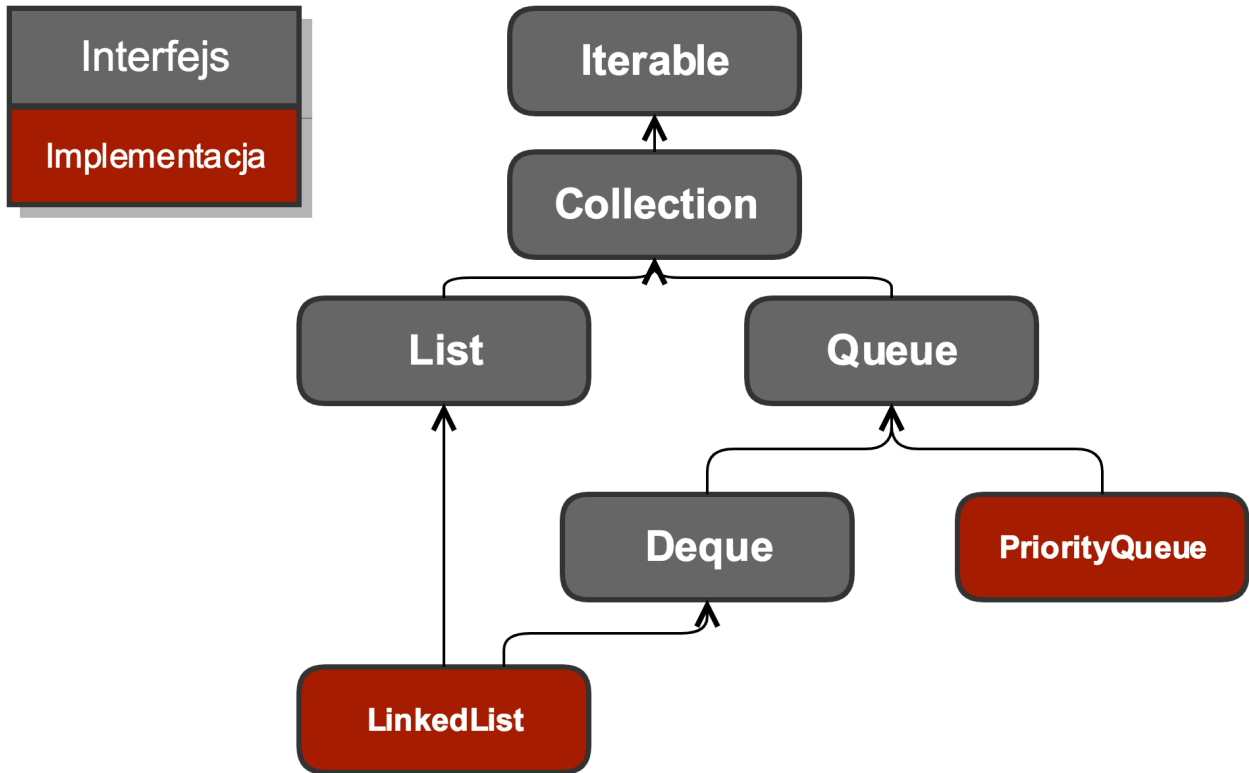 Interfejs
Implementacja
Iterable
Collection
List
Queue
Deque
PriorityQueue
LinkedList